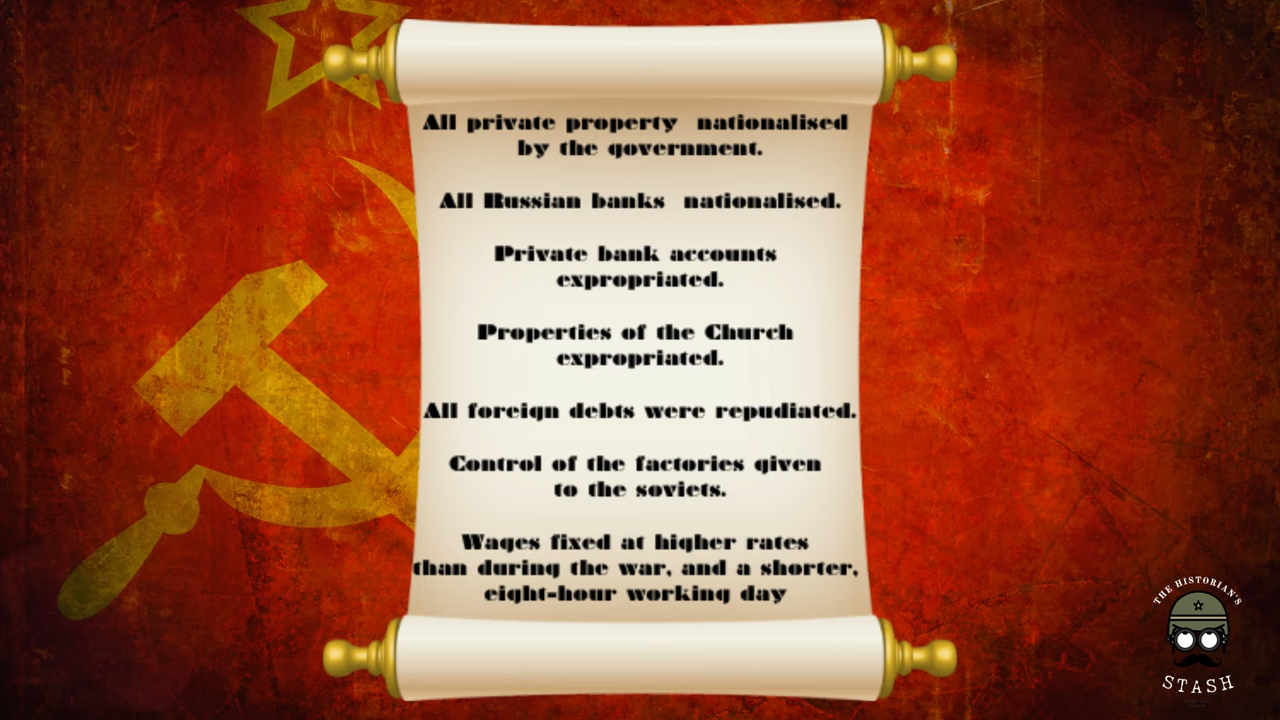 All private property nationalised
by the government.
All Russian banks nationalised.
Private bank accounts
expropriated.
Properties of the Church
expropriated.
All foreign debts were repudiated.
Control of the factories given
to the soviets.
Wages fixed at higher rates
than during the war, and a shorter,
eight-hour working day
THE HISTORIAN'S
STASH